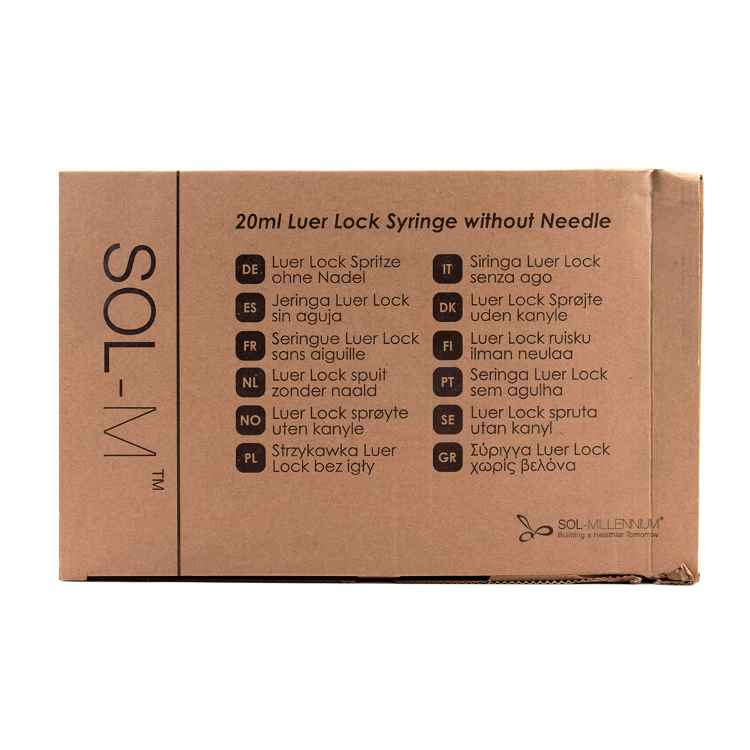 SOL-M™
20ml Luer Lock Syringe without Needle
DE Luer Lock Spritze
ohne Nadel
ES Jeringa Luer Lock
sin aguja
FR Seringue Luer Lock
sans aiguille
NL Luer Lock spuit
zonder naald
NO Luer Lock sprøyte
uten kanyle
PL Strzykawka Luer
Lock bez igły
IT Siringa Luer Lock
senza ago
DK Luer Lock Sprøjte
uden kanyle
FI Luer Lock ruisku
ilman neulaa
PT Seringa Luer Lock
sem agulha
SE Luer Lock spruta
utan kanyl
GR Σύριγγα Luer Lock
χωρίς βελόνα
SOL-MILLENNIUM®
Building a Healthier Tomorrow